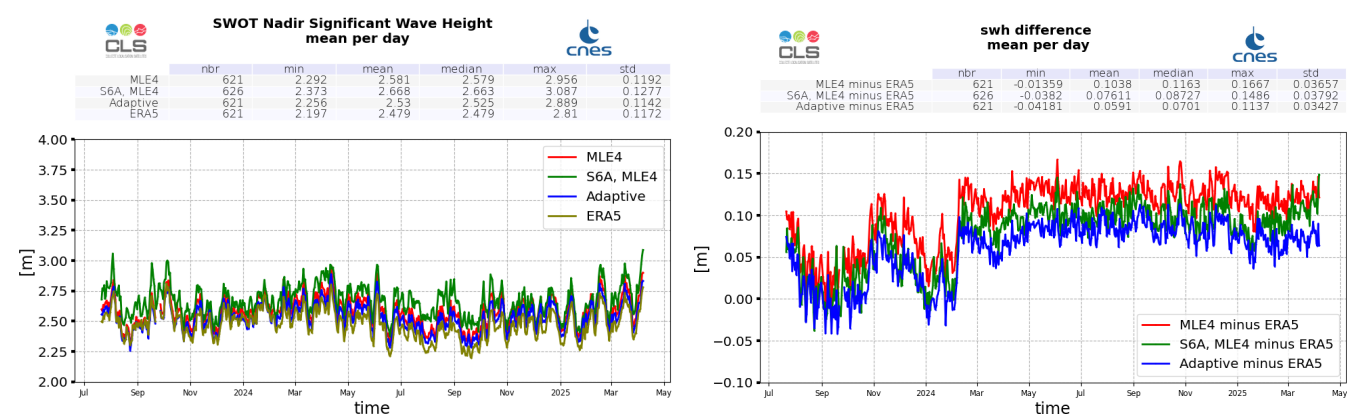 SWOT Nadir Significant Wave Height
mean per day
CLS
cnes
nbr min mean median max std
MLE4 621 2.292 2.581 2.579 2.956 0.1192
S6A, MLE4 626 2.373 2.668 2.663 3.087 0.1277
Adaptive 621 2.256 2.53 2.525 2.889 0.1142
ERA5 621 2.197 2.479 2.479 2.81 0.1172
4.00
3.75
3.50
3.25
3.00
2.75
2.50
2.25
2.00
[m]
MLE4
S6A, MLE4
Adaptive
ERA5
Jul Sep Nov 2024 Mar May Jul Sep Nov 2025 Mar May
time
swh difference
mean per day
CLS
cnes
nbr min mean median max std
MLE4 minus ERA5 621 -0.01359 0.1038 0.1163 0.1667 0.03657
S6A, MLE4 minus ERA5 626 -0.0382 0.07611 0.08727 0.1486 0.03792
Adaptive minus ERA5 621 -0.04181 0.0591 0.0701 0.1137 0.03427
0.20
0.15
0.10
0.05
0.00
−0.05
−0.10
[m]
MLE4 minus ERA5
S6A, MLE4 minus ERA5
Adaptive minus ERA5
Jul Sep Nov 2024 Mar May Jul Sep Nov 2025 Mar May
time